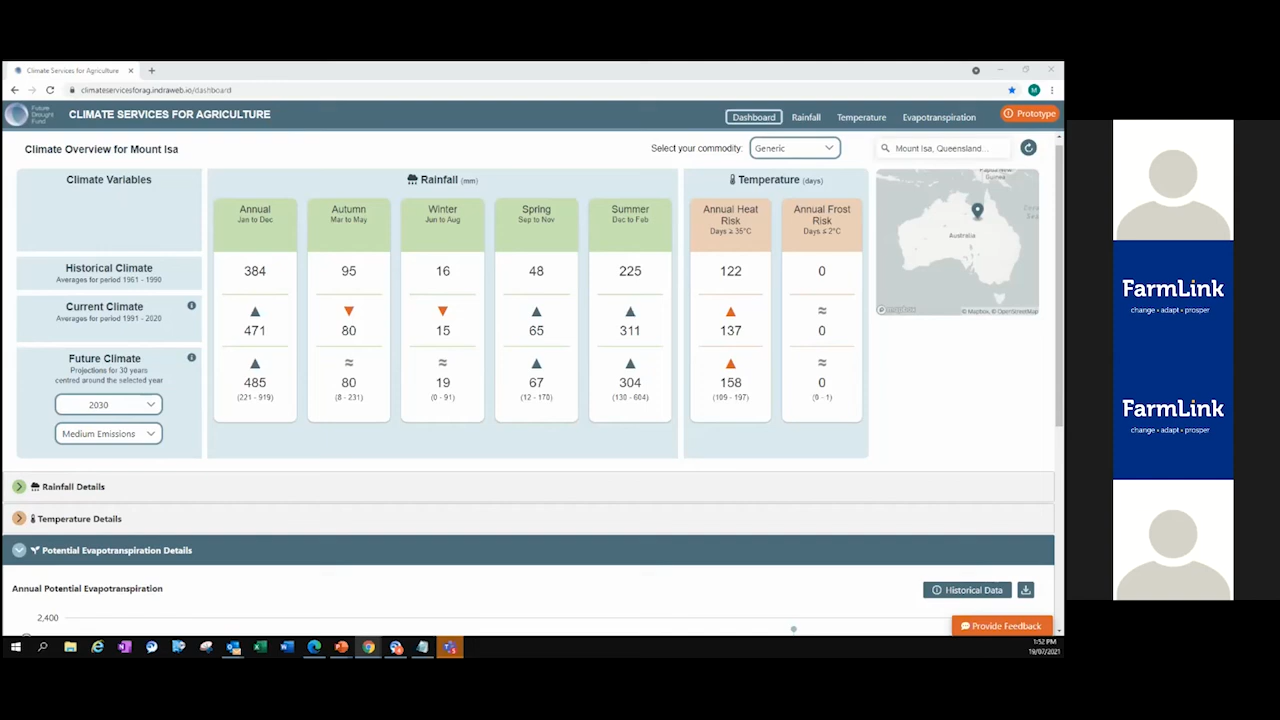 Climate Services for Agriculture
climateservicesforag.indraweb.io/dashboard
M
Future
Drought
Fund
CLIMATE SERVICES FOR AGRICULTURE
Dashboard
Rainfall
Temperature
Evapotranspiration
Prototype
Climate Overview for Mount Isa
Select your commodity:
Generic
Mount Isa, Queensland...
Climate Variables
Rainfall (mm)
Temperature (days)
Annual
Jan to Dec
Autumn
Mar to May
Winter
Jun to Aug
Spring
Sep to Nov
Summer
Dec to Feb
Annual Heat
Risk
Days ≥ 35°C
Annual Frost
Risk
Days ≤ 2°C
Papua New
Guinea
Australia
mapbox
© Mapbox, © OpenStreetMap
Historical Climate
Averages for period 1961 - 1990
384
95
16
48
225
122
0
Current Climate
Averages for period 1991 - 2020
▲
▼
▼
▲
▲
▲
≈
471
80
15
65
311
137
0
Future Climate
Projections for 30 years
centred around the selected year
2030
Medium Emissions
▲
≈
≈
▲
▲
▲
≈
485
80
19
67
304
158
0
(221 - 919)
(8 - 231)
(0 - 91)
(12 - 170)
(130 - 604)
(109 - 197)
(0 - 1)
Rainfall Details
Temperature Details
Potential Evapotranspiration Details
Annual Potential Evapotranspiration
Historical Data
2,400
Provide Feedback
1:52 PM
19/07/2021
FarmLink
change • adapt • prosper
FarmLink
change • adapt • prosper